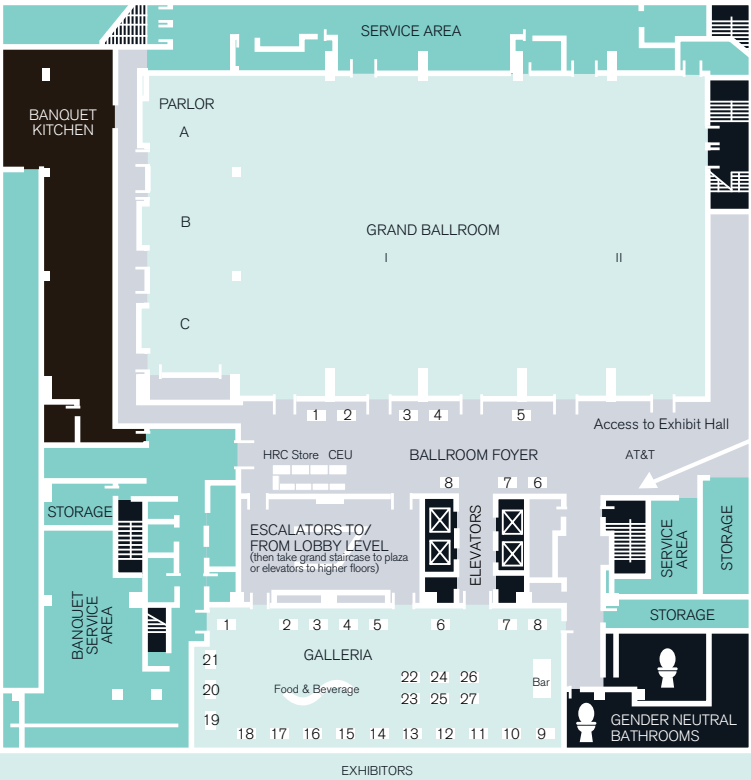 SERVICE AREA
PARLOR
A
BANQUET
KITCHEN
B
GRAND BALLROOM
I
II
C
1 2 3 4 5
Access to Exhibit Hall
HRC Store CEU
BALLROOM FOYER
AT&T
8 7 6
STORAGE
ESCALATORS TO/
FROM LOBBY LEVEL
(then take grand staircase to plaza
or elevators to higher floors)
ELEVATORS
SERVICE
AREA
STORAGE
BANQUET
SERVICE
AREA
STORAGE
1 2 3 4 5 6 7 8
GALLERIA
21
22 24 26
20
Food & Beverage
Bar
23 25 27
19
18 17 16 15 14 13 12 11 10 9
GENDER NEUTRAL
BATHROOMS
EXHIBITORS